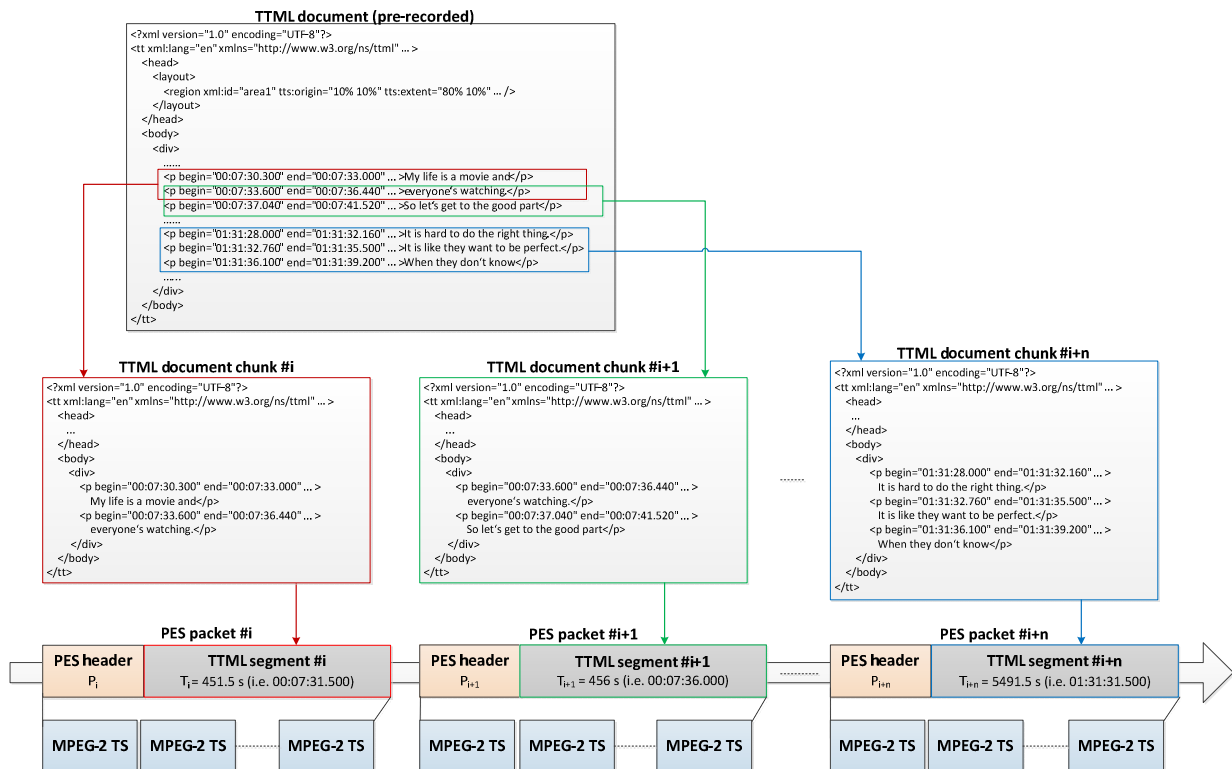 TTML document (pre-recorded)
<?xml version="1.0" encoding="UTF-8"?>
<tt xml:lang="en" xmlns="http://www.w3.org/ns/ttml" ... >
<head>
<layout>
<region xml:id="area1" tts:origin="10% 10%" tts:extent="80% 10%" ... />
</layout>
</head>
<body>
<div>
......
<p begin="00:07:30.300" end="00:07:33.000" ... >My life is a movie and</p>
<p begin="00:07:33.600" end="00:07:36.440" ... >everyone's watching.</p>
<p begin="00:07:37.040" end="00:07:41.520" ... >So let's get to the good part</p>
......
<p begin="01:31:28.000" end="01:31:32.160" ... >It is hard to do the right thing.</p>
<p begin="01:31:32.760" end="01:31:35.500" ... >It is like they want to be perfect.</p>
<p begin="01:31:36.100" end="01:31:39.200" ... >When they don't know</p>
......
</div>
</body>
</tt>
TTML document chunk #i
<?xml version="1.0" encoding="UTF-8"?>
<tt xml:lang="en" xmlns="http://www.w3.org/ns/ttml" ... >
<head>
...
</head>
<body>
<div>
<p begin="00:07:30.300" end="00:07:33.000" ... >
My life is a movie and</p>
<p begin="00:07:33.600" end="00:07:36.440" ... >
everyone's watching.</p>
</div>
</body>
</tt>
TTML document chunk #i+1
<?xml version="1.0" encoding="UTF-8"?>
<tt xml:lang="en" xmlns="http://www.w3.org/ns/ttml" ... >
<head>
...
</head>
<body>
<div>
<p begin="00:07:33.600" end="00:07:36.440" ... >
everyone's watching.</p>
<p begin="00:07:37.040" end="00:07:41.520" ... >
So let's get to the good part</p>
</div>
</body>
</tt>
TTML document chunk #i+n
<?xml version="1.0" encoding="UTF-8"?>
<tt xml:lang="en" xmlns="http://www.w3.org/ns/ttml" ... >
<head>
...
</head>
<body>
<div>
<p begin="01:31:28.000" end="01:31:32.160" ... >
It is hard to do the right thing.</p>
<p begin="01:31:32.760" end="01:31:35.500" ... >
It is like they want to be perfect.</p>
<p begin="01:31:36.100" end="01:31:39.200" ... >
When they don't know</p>
</div>
</body>
</tt>
PES packet #i
PES header
Pi
TTML segment #i
Ti = 451.5 s (i.e. 00:07:31.500)
PES packet #i+1
PES header
Pi+1
TTML segment #i+1
Ti+1 = 456 s (i.e. 00:07:36.000)
PES packet #i+n
PES header
Pi+n
TTML segment #i+n
Ti+n = 5491.5 s (i.e. 01:31:31.500)
MPEG-2 TS
MPEG-2 TS
MPEG-2 TS
MPEG-2 TS
MPEG-2 TS
MPEG-2 TS
MPEG-2 TS
MPEG-2 TS
MPEG-2 TS